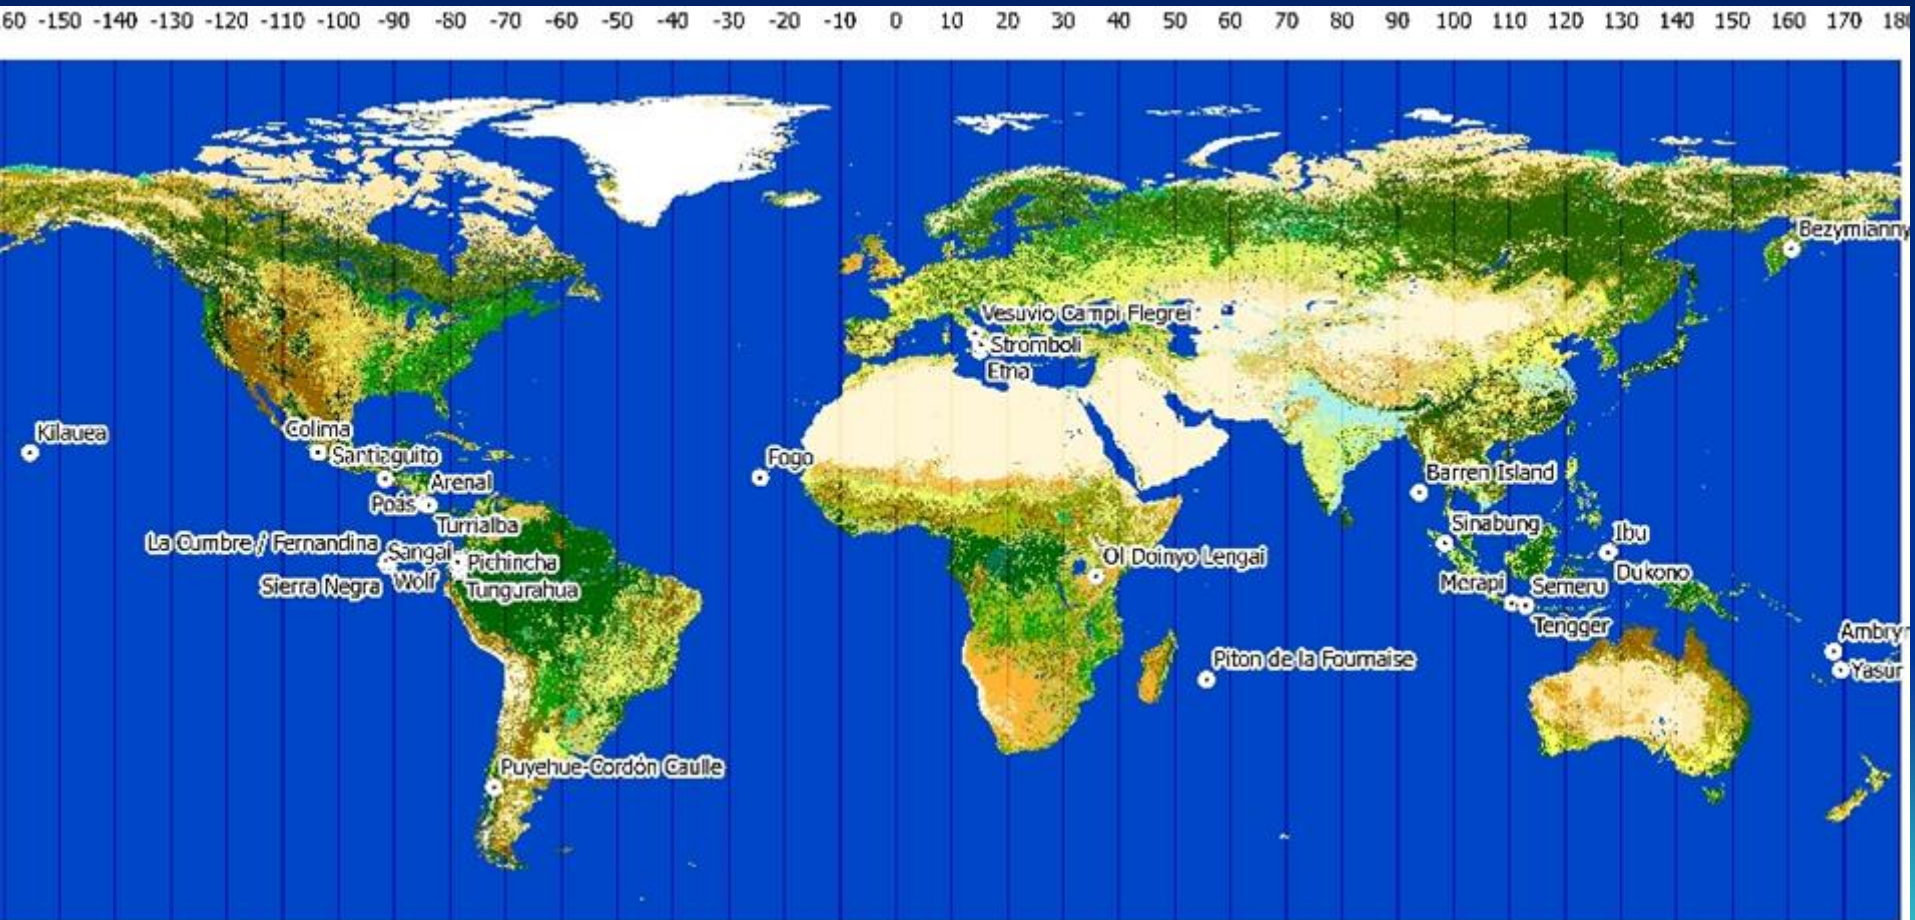 60 -150 -140 -130 -120 -110 -100 -90 -80 -70 -60 -50 -40 -30 -20 -10 0 10 20 30 40 50 60 70 80 90 100 110 120 130 140 150 160 170 180
Bezymianny
Vesuvio Campi Flegrei
Stromboli
Etna
Colima
Kilauea
Santiaguito
Fogo
Barren Island
Arenal
Poás
Turrialba
Sinabung
Ibu
La Cumbre / Fernandina
Sangai
Pichincha
Ol Doinyo Lengai
Dukono
Sierra Negra
Wolf
Tungurahua
Merapi
Semeru
Tengger
Ambryr
Piton de la Fournaise
Yasur
Puyehue-Cordón Caulle